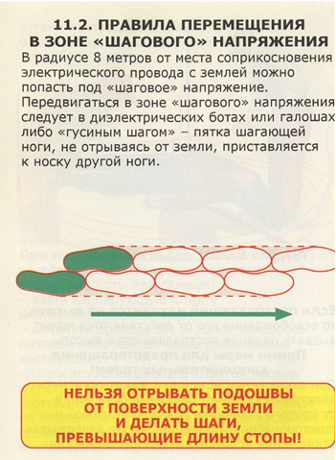 11.2. ПРАВИЛА ПЕРЕМЕЩЕНИЯ
В ЗОНЕ «ШАГОВОГО» НАПРЯЖЕНИЯ
В радиусе 8 метров от места соприкосновения
электрического провода с землей можно
попасть под «шаговое» напряжение.
Передвигаться в зоне «шагового» напряжения
следует в диэлектрических ботах или галошах
либо «гусиным шагом» – пятка шагающей
ноги, не отрываясь от земли, приставляется
к носку другой ноги.
НЕЛЬЗЯ ОТРЫВАТЬ ПОДОШВЫ
ОТ ПОВЕРХНОСТИ ЗЕМЛИ
И ДЕЛАТЬ ШАГИ,
ПРЕВЫШАЮЩИЕ ДЛИНУ СТОПЫ!